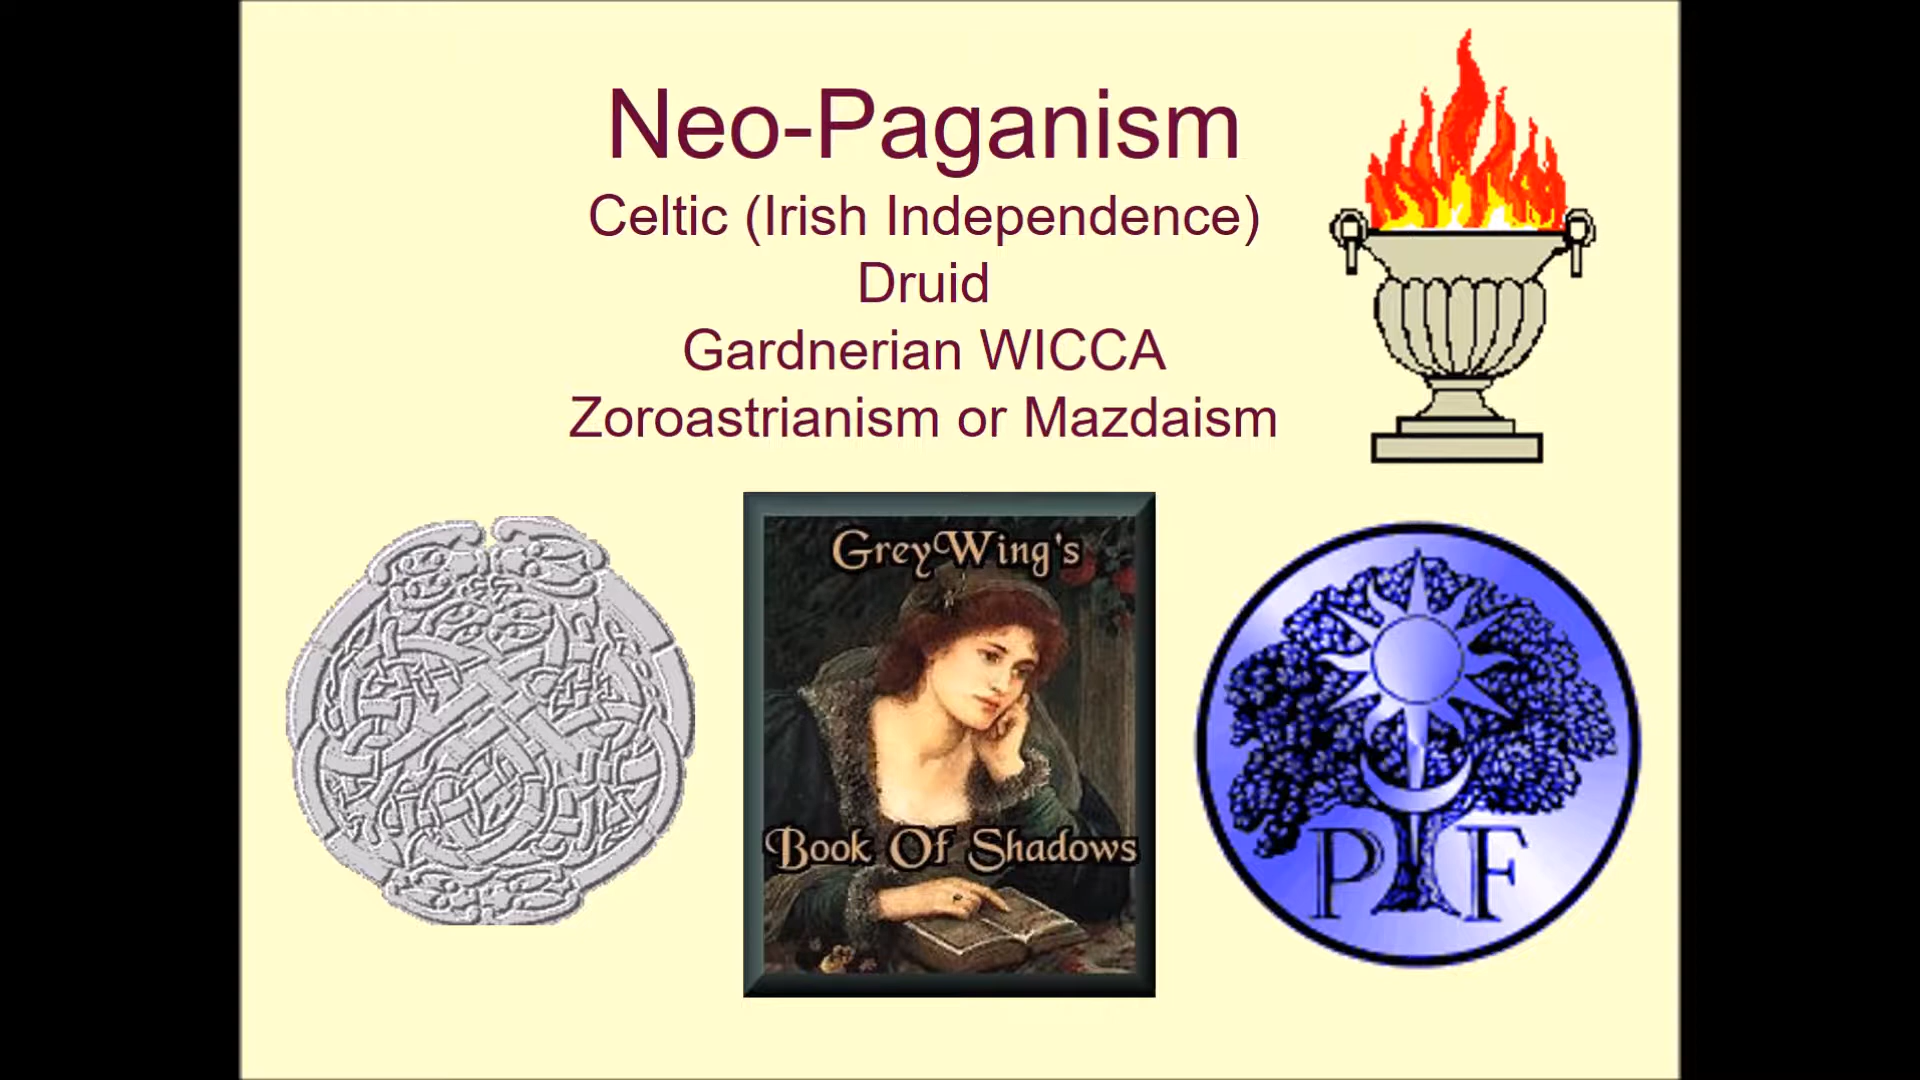 Neo-Paganism
Celtic (Irish Independence)
Druid
Gardnerian WICCA
Zoroastrianism or Mazdaism
GreyWing's
Book Of Shadows
P F